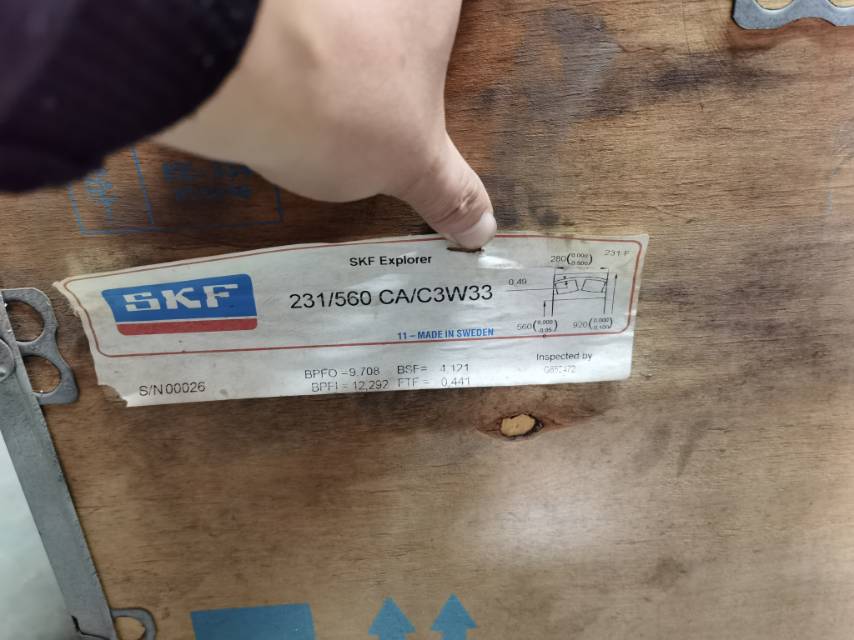 SKF Explorer
SKF
231/560 CA/C3W33
11 – MADE IN SWEDEN
280
231 F
0,49
560
920
S/N 00026
BPFO = 9,708 BSF= 4,121
BPFI = 12,292 FTF = 0,441
Inspected by